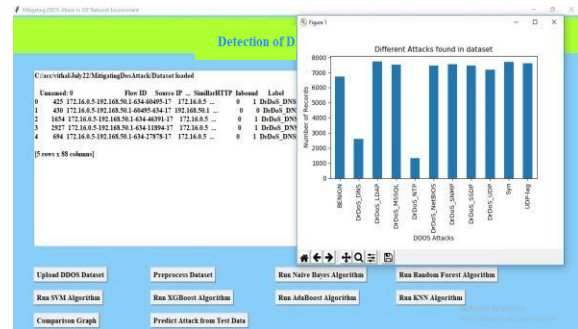 Mitigating DDOS Attack in IOT Network Environment
Detection of D
C:/acc/vithal/July22/MitigatingDosAttack/Dataset loaded
Unnamed: 0 Flow ID Source IP ... SimillarHTTP Inbound Label
0 425 172.16.0.5-192.168.50.1-634-60495-17 172.16.0.5 ... 0 1 DrDoS_DNS
1 430 172.16.0.5-192.168.50.1-60495-634-17 192.168.50.1 ... 0 0 DrDoS_DNS
2 1654 172.16.0.5-192.168.50.1-634-46391-17 172.16.0.5 ... 0 1 DrDoS_DNS
3 2927 172.16.0.5-192.168.50.1-634-11894-17 172.16.0.5 ... 0 1 DrDoS_DNS
4 694 172.16.0.5-192.168.50.1-634-27878-17 172.16.0.5 ... 0 1 DrDoS_DNS
[5 rows x 88 columns]
Figure 1
Different Attacks found in dataset
Number of Records
8000
7000
6000
5000
4000
3000
2000
1000
0
BENIGN
DrDoS_DNS
DrDoS_LDAP
DrDoS_MSSQL
DrDoS_NTP
DrDoS_NetBIOS
DrDoS_SNMP
DrDoS_SSDP
DrDoS_UDP
Syn
UDP-lag
DDOS Attacks
Upload DDOS Dataset
Preprocess Dataset
Run Naive Bayes Algorithm
Run Random Forest Algorithm
Run SVM Algorithm
Run XGBoost Algorithm
Run AdaBoost Algorithm
Run KNN Algorithm
Comparison Graph
Predict Attack from Test Data
Activate Windows